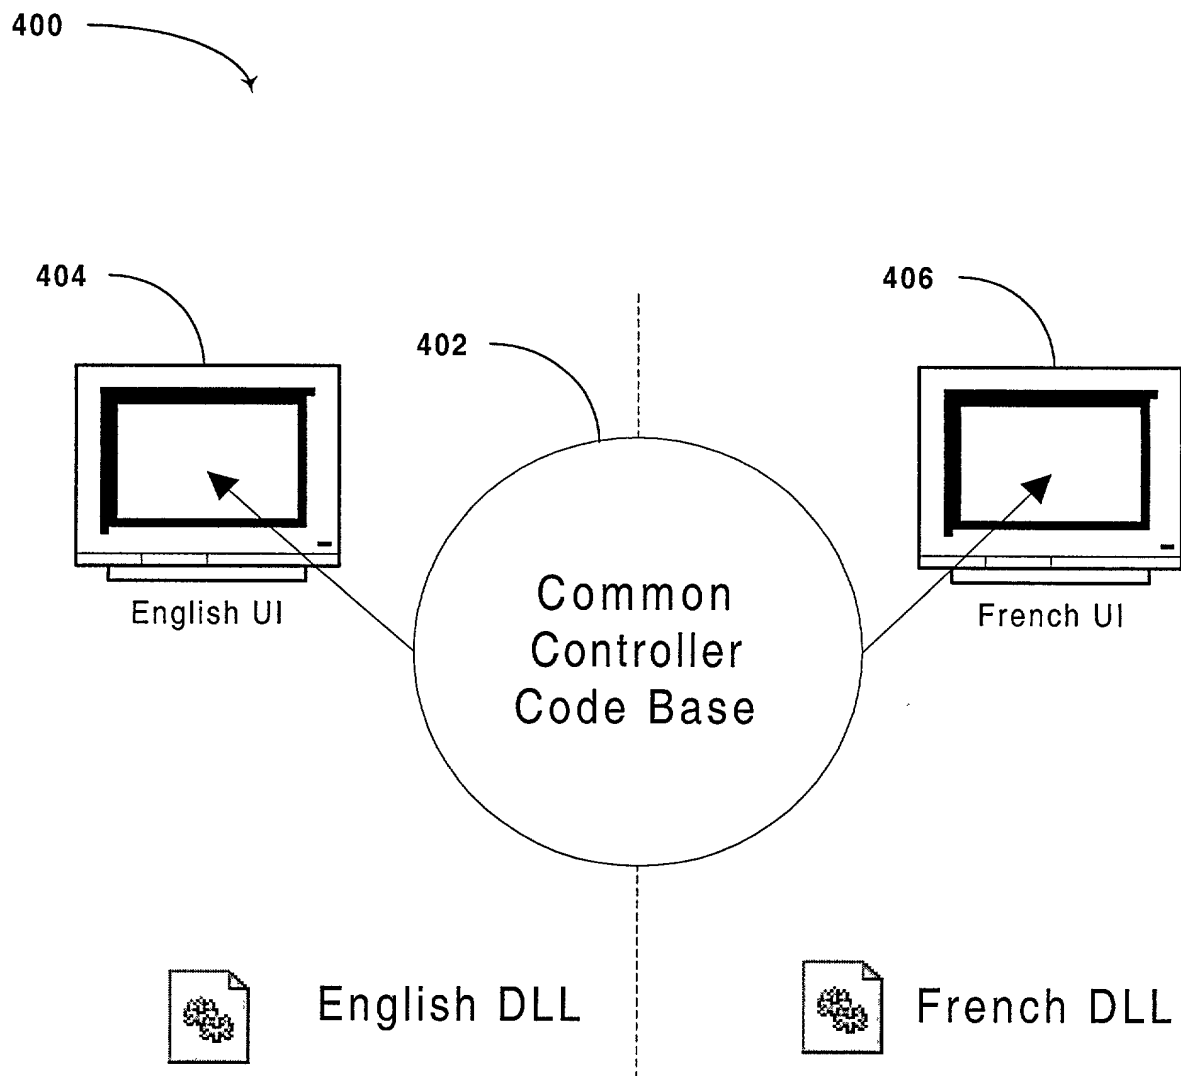 400
404
406
402
English UI
French UI
Common
Controller
Code Base
English DLL
French DLL